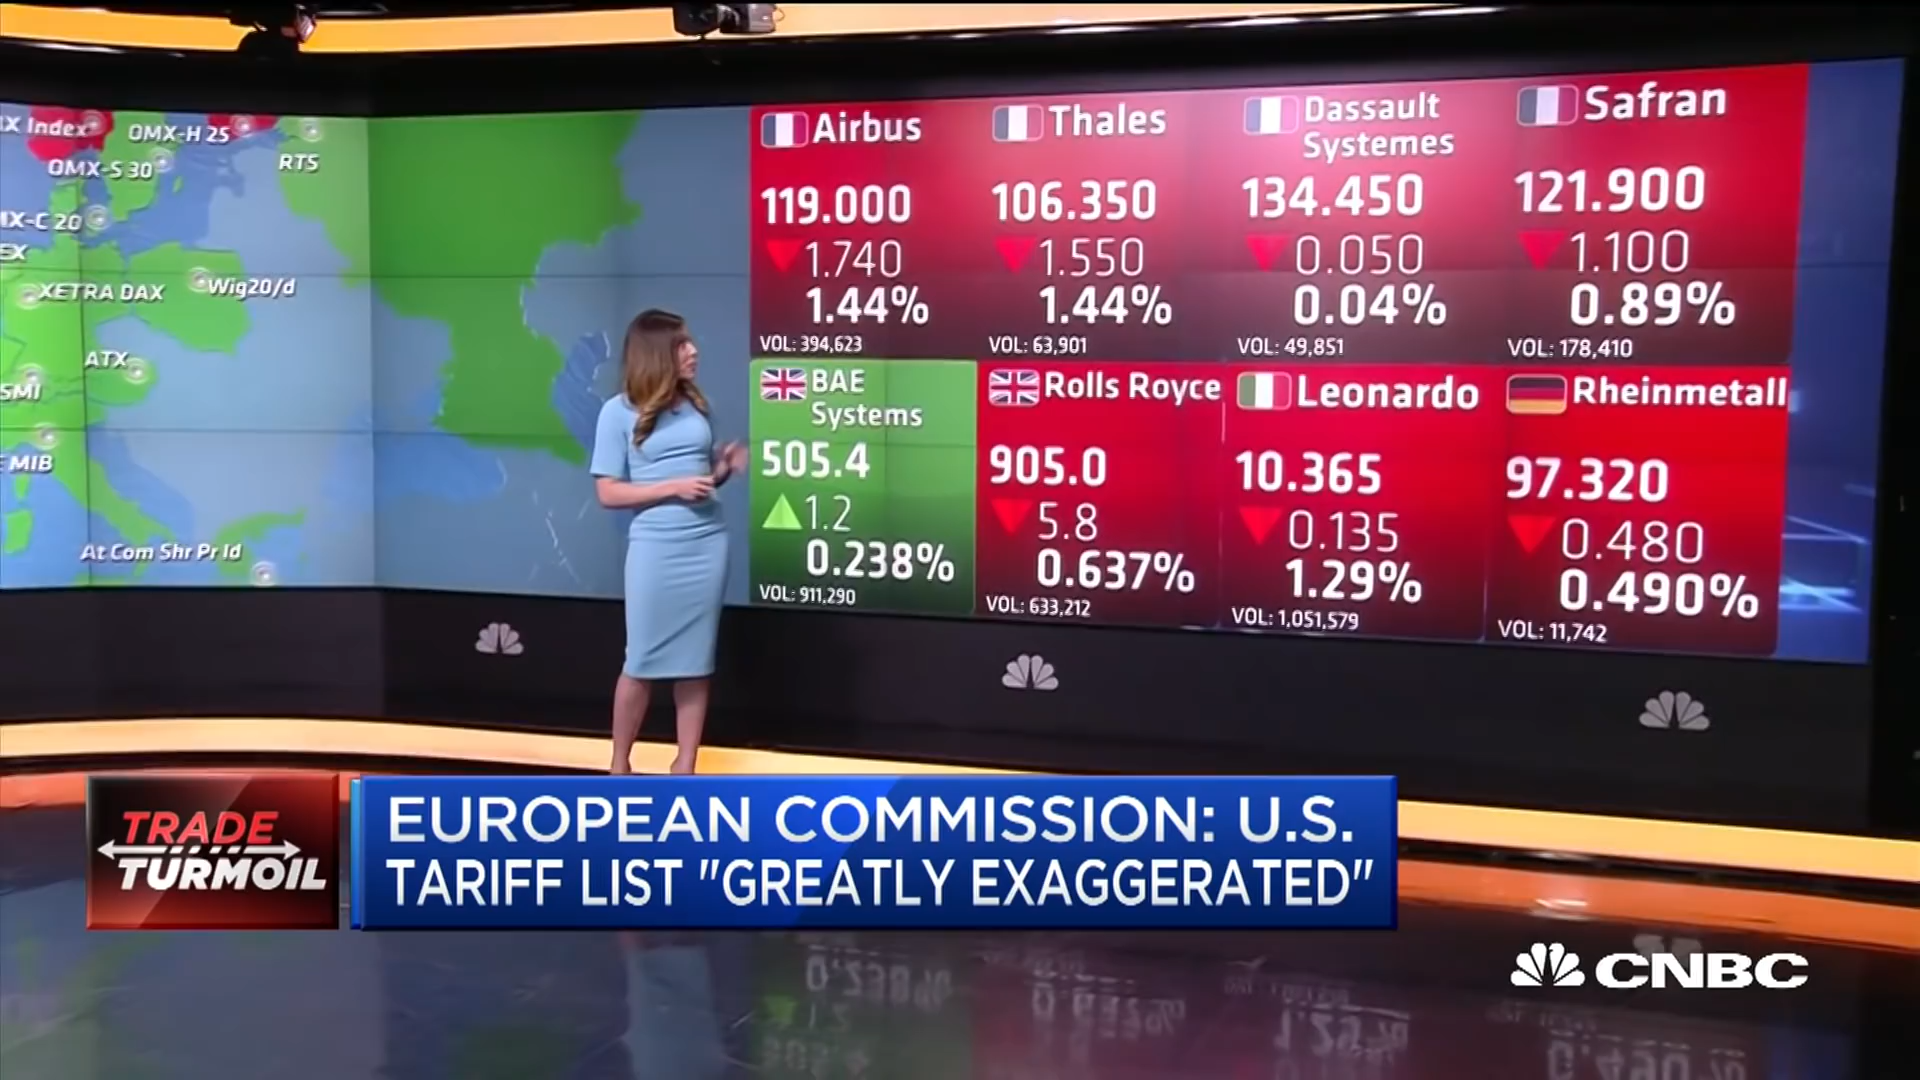 X Index
OMX-H 25
OMX-S 30
RTS
X-C 20
EX
XETRA DAX
Wig20/d
ATX
SMI
MIB
At Com Shr Pr Id
Airbus
119.000
1.740
1.44%
VOL: 394,623
Thales
106.350
1.550
1.44%
VOL: 63,901
Dassault
Systemes
134.450
0.050
0.04%
VOL: 49,851
Safran
121.900
1.100
0.89%
VOL: 178,410
BAE
Systems
505.4
1.2
0.238%
VOL: 911,290
Rolls Royce
905.0
5.8
0.637%
VOL: 633,212
Leonardo
10.365
0.135
1.29%
VOL: 1,051,579
Rheinmetall
97.320
0.480
0.490%
VOL: 11,742
TRADE
TURMOIL
EUROPEAN COMMISSION: U.S.
TARIFF LIST "GREATLY EXAGGERATED"
CNBC